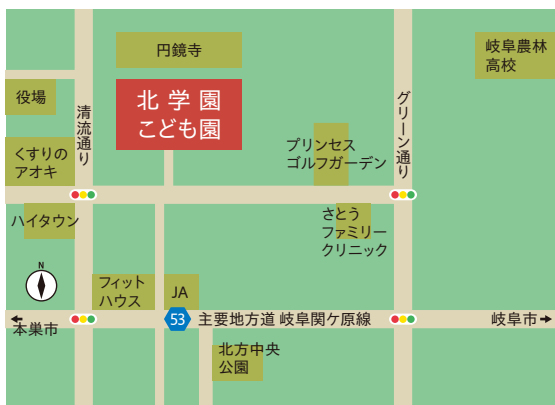 円鏡寺
岐阜農林
高校
役場
北学園
こども園
清流通り
グリーン通り
くすりの
アオキ
プリンセス
ゴルフガーデン
ハイタウン
さとう
ファミリー
クリニック
N
フィット
ハウス
JA
53 主要地方道 岐阜関ケ原線
岐阜市→
←
本巣市
北方中央
公園